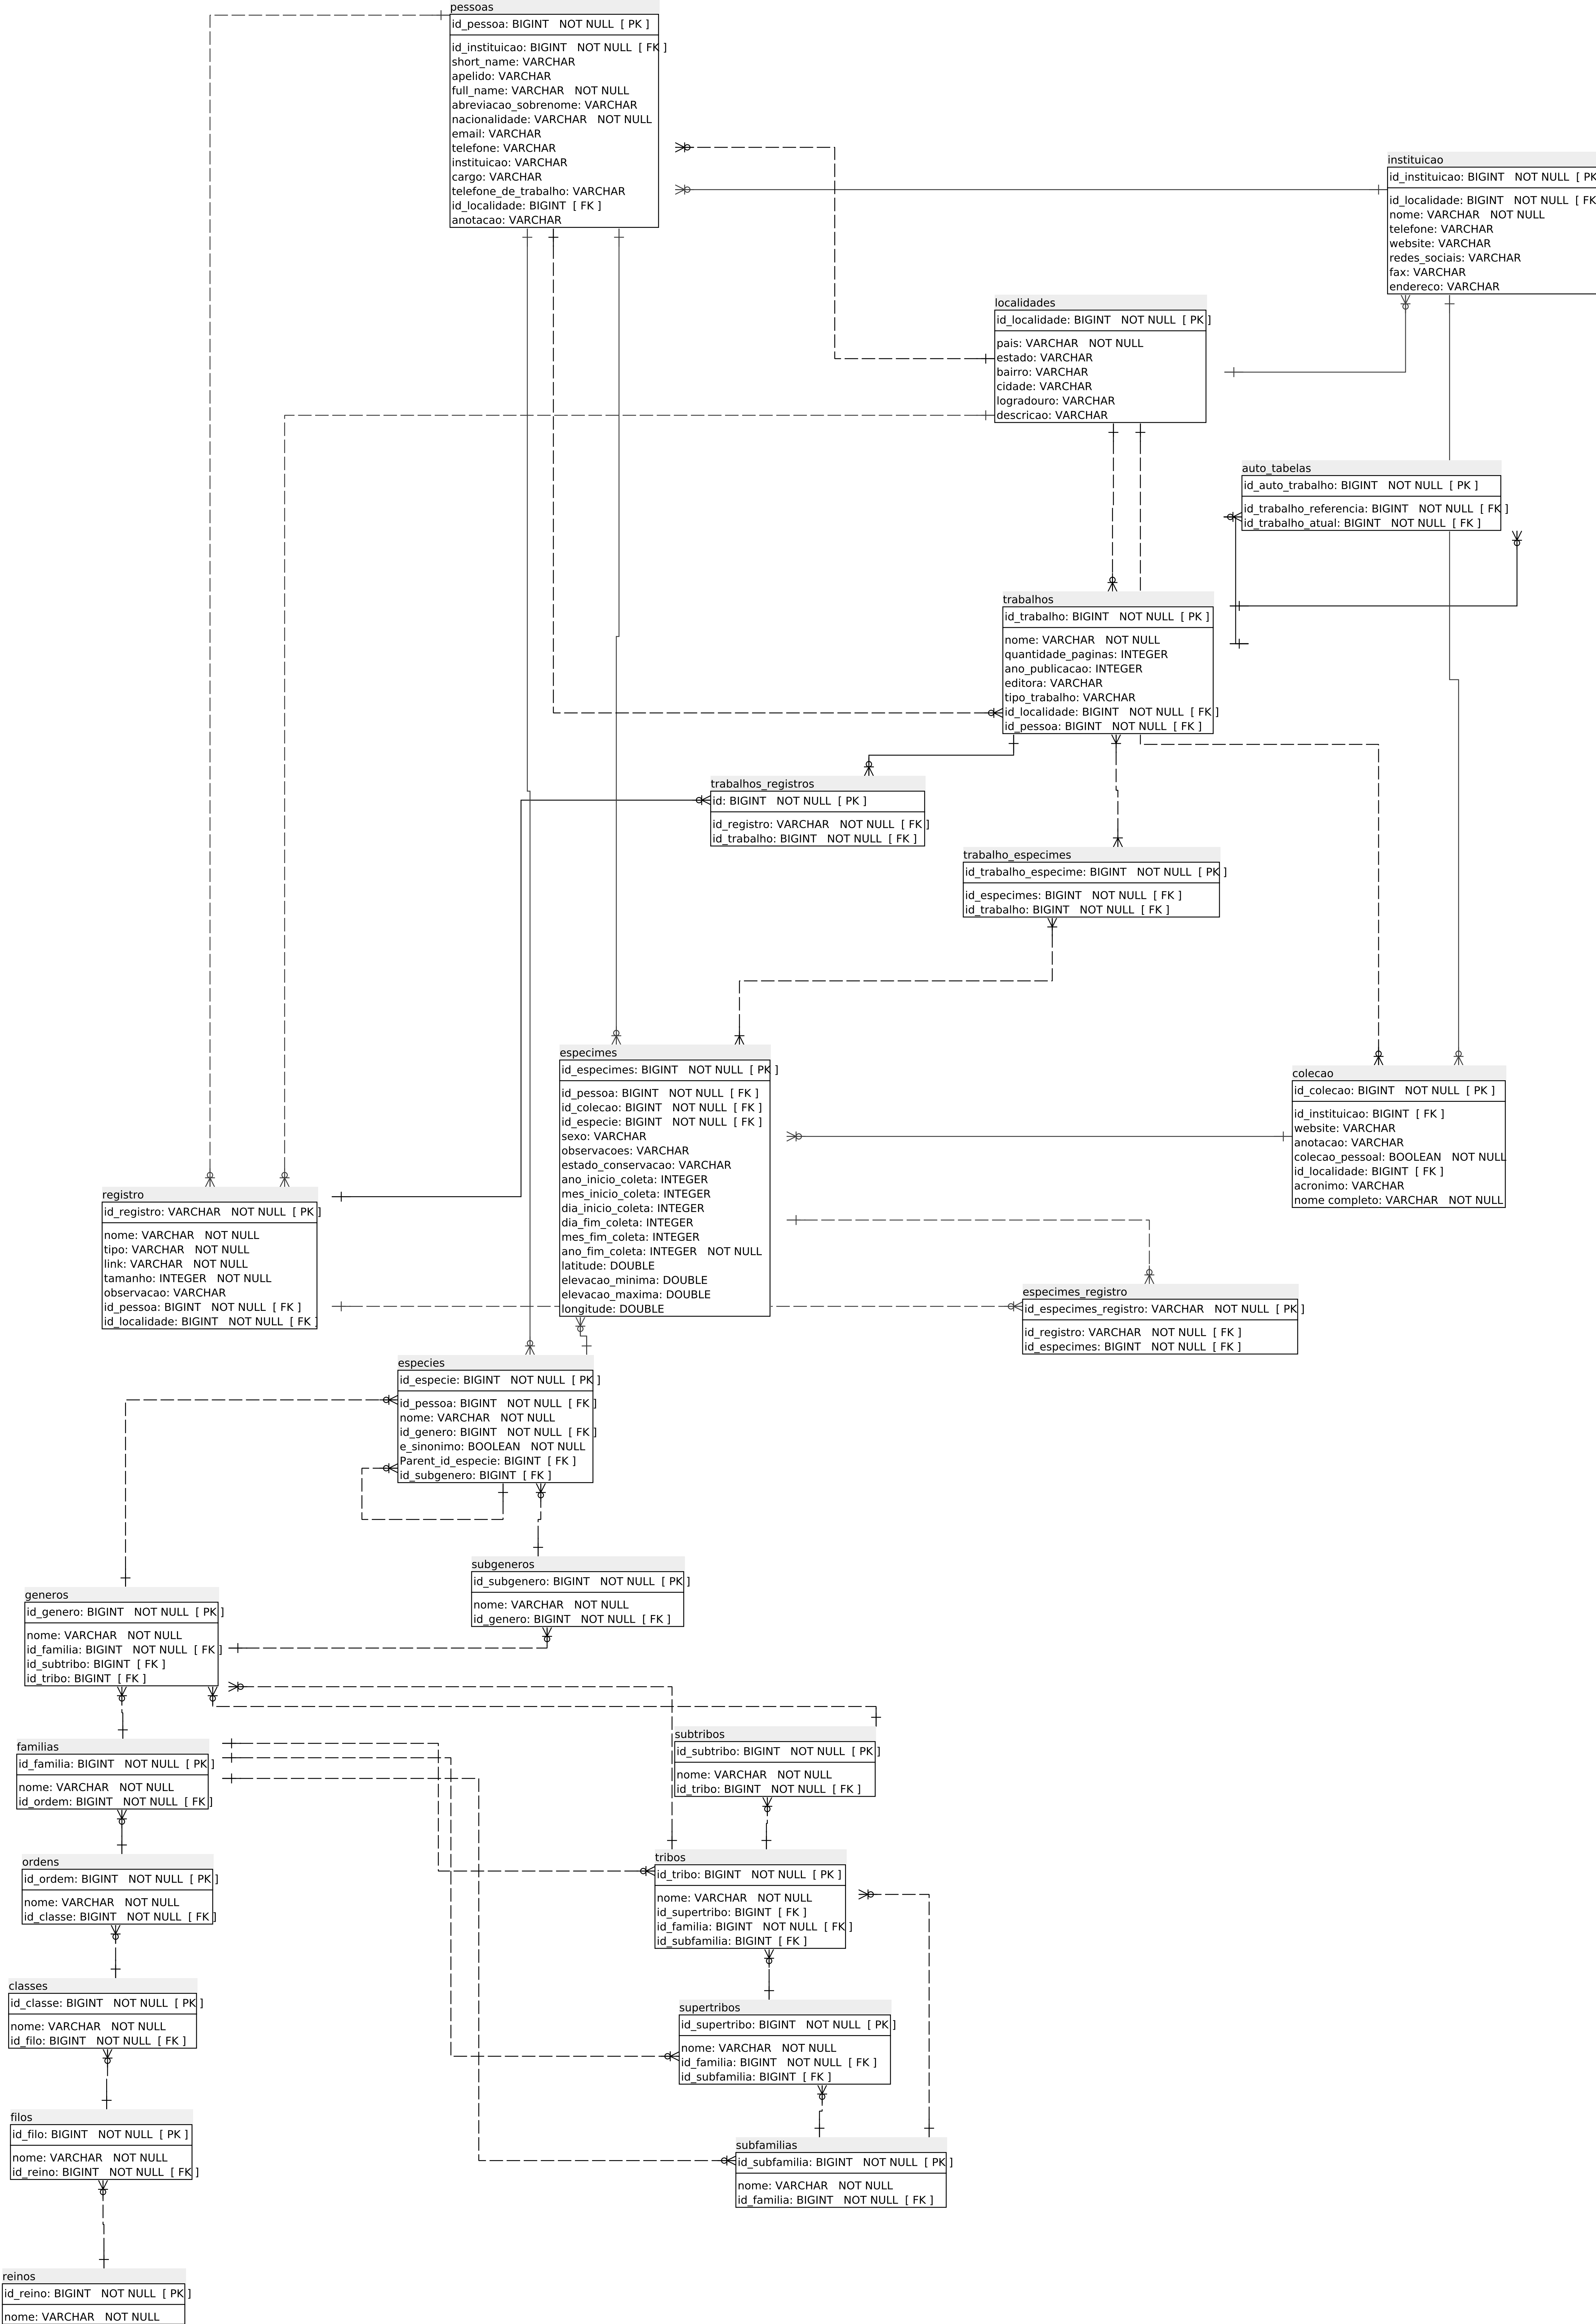 pessoas
id_pessoa: BIGINT NOT NULL [ PK ]
id_instituicao: BIGINT NOT NULL [ FK ]
short_name: VARCHAR
apelido: VARCHAR
full_name: VARCHAR NOT NULL
abreviacao_sobrenome: VARCHAR
nacionalidade: VARCHAR NOT NULL
email: VARCHAR
telefone: VARCHAR
instituicao: VARCHAR
cargo: VARCHAR
telefone_de_trabalho: VARCHAR
id_localidade: BIGINT [ FK ]
anotacao: VARCHAR
instituicao
id_instituicao: BIGINT NOT NULL [ PK
id_localidade: BIGINT NOT NULL [ FK
nome: VARCHAR NOT NULL
telefone: VARCHAR
website: VARCHAR
redes_sociais: VARCHAR
fax: VARCHAR
endereco: VARCHAR
localidades
id_localidade: BIGINT NOT NULL [ PK ]
pais: VARCHAR NOT NULL
estado: VARCHAR
bairro: VARCHAR
cidade: VARCHAR
logradouro: VARCHAR
descricao: VARCHAR
auto_tabelas
id_auto_trabalho: BIGINT NOT NULL [ PK ]
id_trabalho_referencia: BIGINT NOT NULL [ FK ]
id_trabalho_atual: BIGINT NOT NULL [ FK ]
trabalhos
id_trabalho: BIGINT NOT NULL [ PK ]
nome: VARCHAR NOT NULL
quantidade_paginas: INTEGER
ano_publicacao: INTEGER
editora: VARCHAR
tipo_trabalho: VARCHAR
id_localidade: BIGINT NOT NULL [ FK ]
id_pessoa: BIGINT NOT NULL [ FK ]
trabalhos_registros
id: BIGINT NOT NULL [ PK ]
id_registro: VARCHAR NOT NULL [ FK ]
id_trabalho: BIGINT NOT NULL [ FK ]
trabalho_especimes
id_trabalho_especime: BIGINT NOT NULL [ PK ]
id_especimes: BIGINT NOT NULL [ FK ]
id_trabalho: BIGINT NOT NULL [ FK ]
especimes
id_especimes: BIGINT NOT NULL [ PK ]
id_pessoa: BIGINT NOT NULL [ FK ]
id_colecao: BIGINT NOT NULL [ FK ]
id_especie: BIGINT NOT NULL [ FK ]
sexo: VARCHAR
observacoes: VARCHAR
estado_conservacao: VARCHAR
ano_inicio_coleta: INTEGER
mes_inicio_coleta: INTEGER
dia_inicio_coleta: INTEGER
dia_fim_coleta: INTEGER
mes_fim_coleta: INTEGER
ano_fim_coleta: INTEGER NOT NULL
latitude: DOUBLE
elevacao_minima: DOUBLE
elevacao_maxima: DOUBLE
longitude: DOUBLE
colecao
id_colecao: BIGINT NOT NULL [ PK ]
id_instituicao: BIGINT [ FK ]
website: VARCHAR
anotacao: VARCHAR
colecao_pessoal: BOOLEAN NOT NULL
id_localidade: BIGINT [ FK ]
acronimo: VARCHAR
nome completo: VARCHAR NOT NULL
registro
id_registro: VARCHAR NOT NULL [ PK ]
nome: VARCHAR NOT NULL
tipo: VARCHAR NOT NULL
link: VARCHAR NOT NULL
tamanho: INTEGER NOT NULL
observacao: VARCHAR
id_pessoa: BIGINT NOT NULL [ FK ]
id_localidade: BIGINT NOT NULL [ FK ]
especimes_registro
id_especimes_registro: VARCHAR NOT NULL [ PK ]
id_registro: VARCHAR NOT NULL [ FK ]
id_especimes: BIGINT NOT NULL [ FK ]
especies
id_especie: BIGINT NOT NULL [ PK ]
id_pessoa: BIGINT NOT NULL [ FK ]
nome: VARCHAR NOT NULL
id_genero: BIGINT NOT NULL [ FK ]
e_sinonimo: BOOLEAN NOT NULL
Parent_id_especie: BIGINT [ FK ]
id_subgenero: BIGINT [ FK ]
subgeneros
id_subgenero: BIGINT NOT NULL [ PK ]
nome: VARCHAR NOT NULL
id_genero: BIGINT NOT NULL [ FK ]
generos
id_genero: BIGINT NOT NULL [ PK ]
nome: VARCHAR NOT NULL
id_familia: BIGINT NOT NULL [ FK ]
id_subtribo: BIGINT [ FK ]
id_tribo: BIGINT [ FK ]
subtribos
id_subtribo: BIGINT NOT NULL [ PK ]
nome: VARCHAR NOT NULL
id_tribo: BIGINT NOT NULL [ FK ]
familias
id_familia: BIGINT NOT NULL [ PK ]
nome: VARCHAR NOT NULL
id_ordem: BIGINT NOT NULL [ FK ]
tribos
id_tribo: BIGINT NOT NULL [ PK ]
nome: VARCHAR NOT NULL
id_supertribo: BIGINT [ FK ]
id_familia: BIGINT NOT NULL [ FK ]
id_subfamilia: BIGINT [ FK ]
ordens
id_ordem: BIGINT NOT NULL [ PK ]
nome: VARCHAR NOT NULL
id_classe: BIGINT NOT NULL [ FK ]
classes
id_classe: BIGINT NOT NULL [ PK ]
nome: VARCHAR NOT NULL
id_filo: BIGINT NOT NULL [ FK ]
supertribos
id_supertribo: BIGINT NOT NULL [ PK ]
nome: VARCHAR NOT NULL
id_familia: BIGINT NOT NULL [ FK ]
id_subfamilia: BIGINT [ FK ]
filos
id_filo: BIGINT NOT NULL [ PK ]
nome: VARCHAR NOT NULL
id_reino: BIGINT NOT NULL [ FK ]
subfamilias
id_subfamilia: BIGINT NOT NULL [ PK ]
nome: VARCHAR NOT NULL
id_familia: BIGINT NOT NULL [ FK ]
reinos
id_reino: BIGINT NOT NULL [ PK ]
nome: VARCHAR NOT NULL